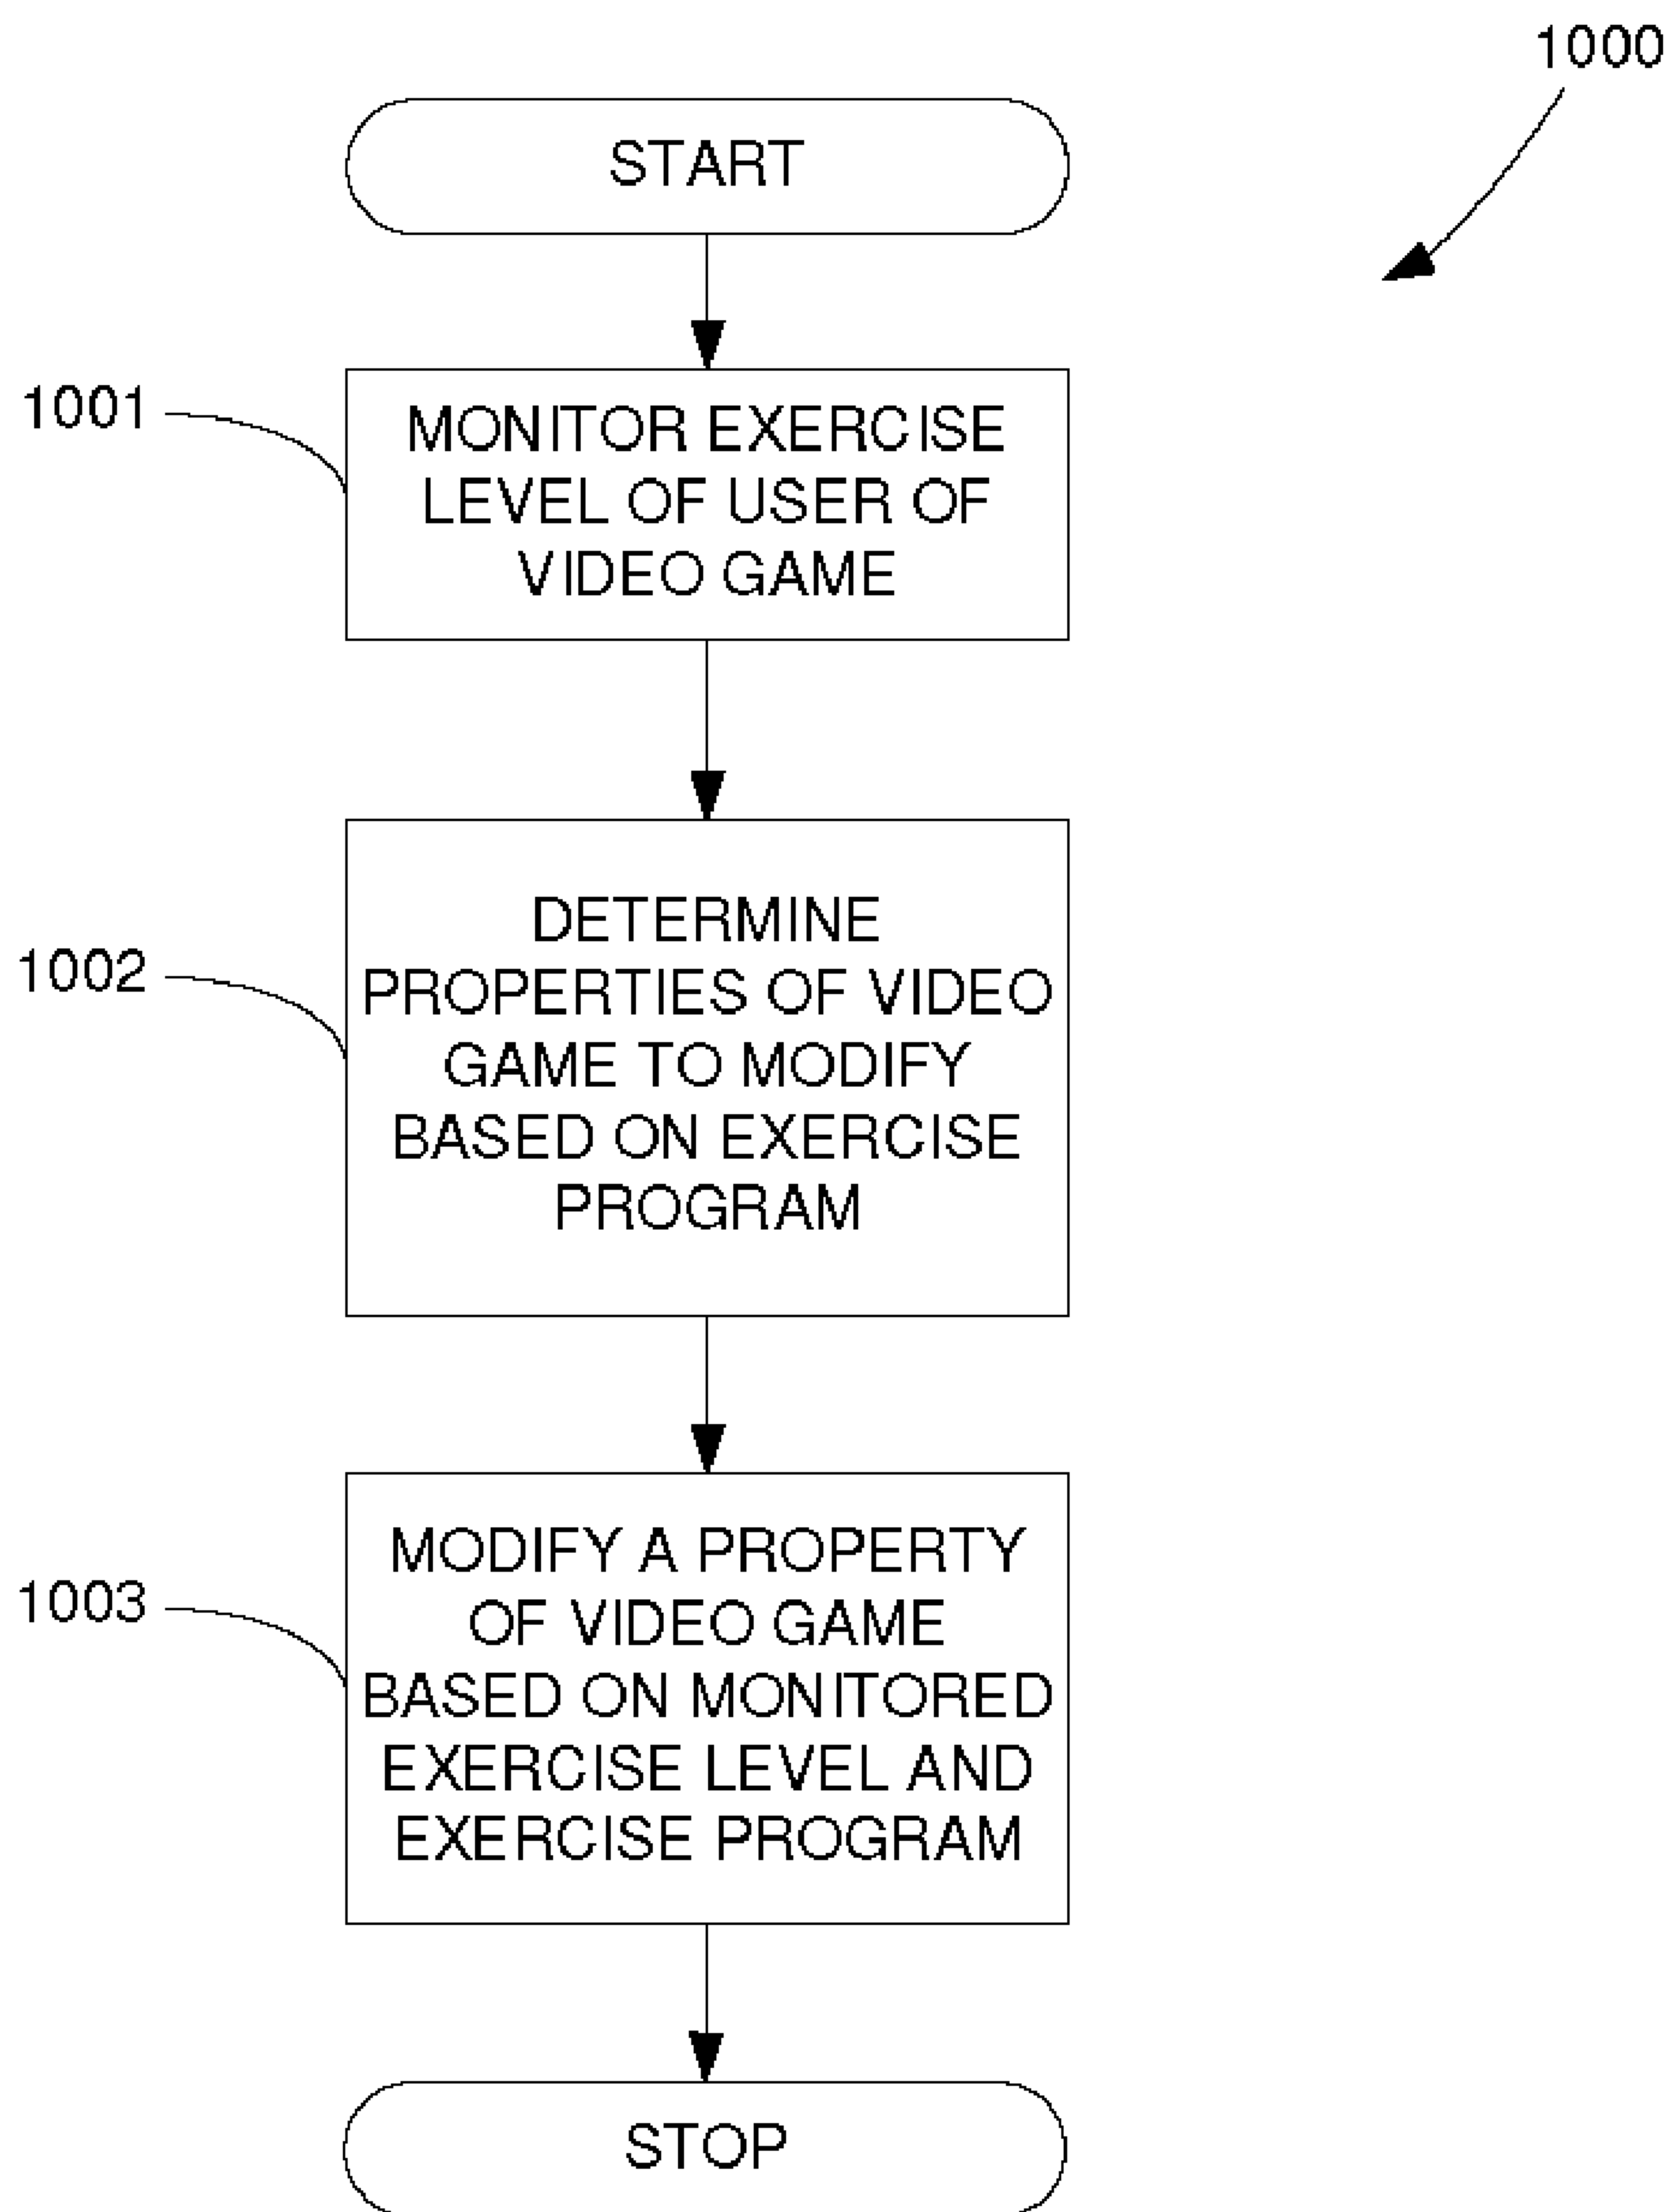 1000
START
1001
MONITOR EXERCISE
LEVEL OF USER OF
VIDEO GAME
1002
DETERMINE
PROPERTIES OF VIDEO
GAME TO MODIFY
BASED ON EXERCISE
PROGRAM
1003
MODIFY A PROPERTY
OF VIDEO GAME
BASED ON MONITORED
EXERCISE LEVEL AND
EXERCISE PROGRAM
STOP